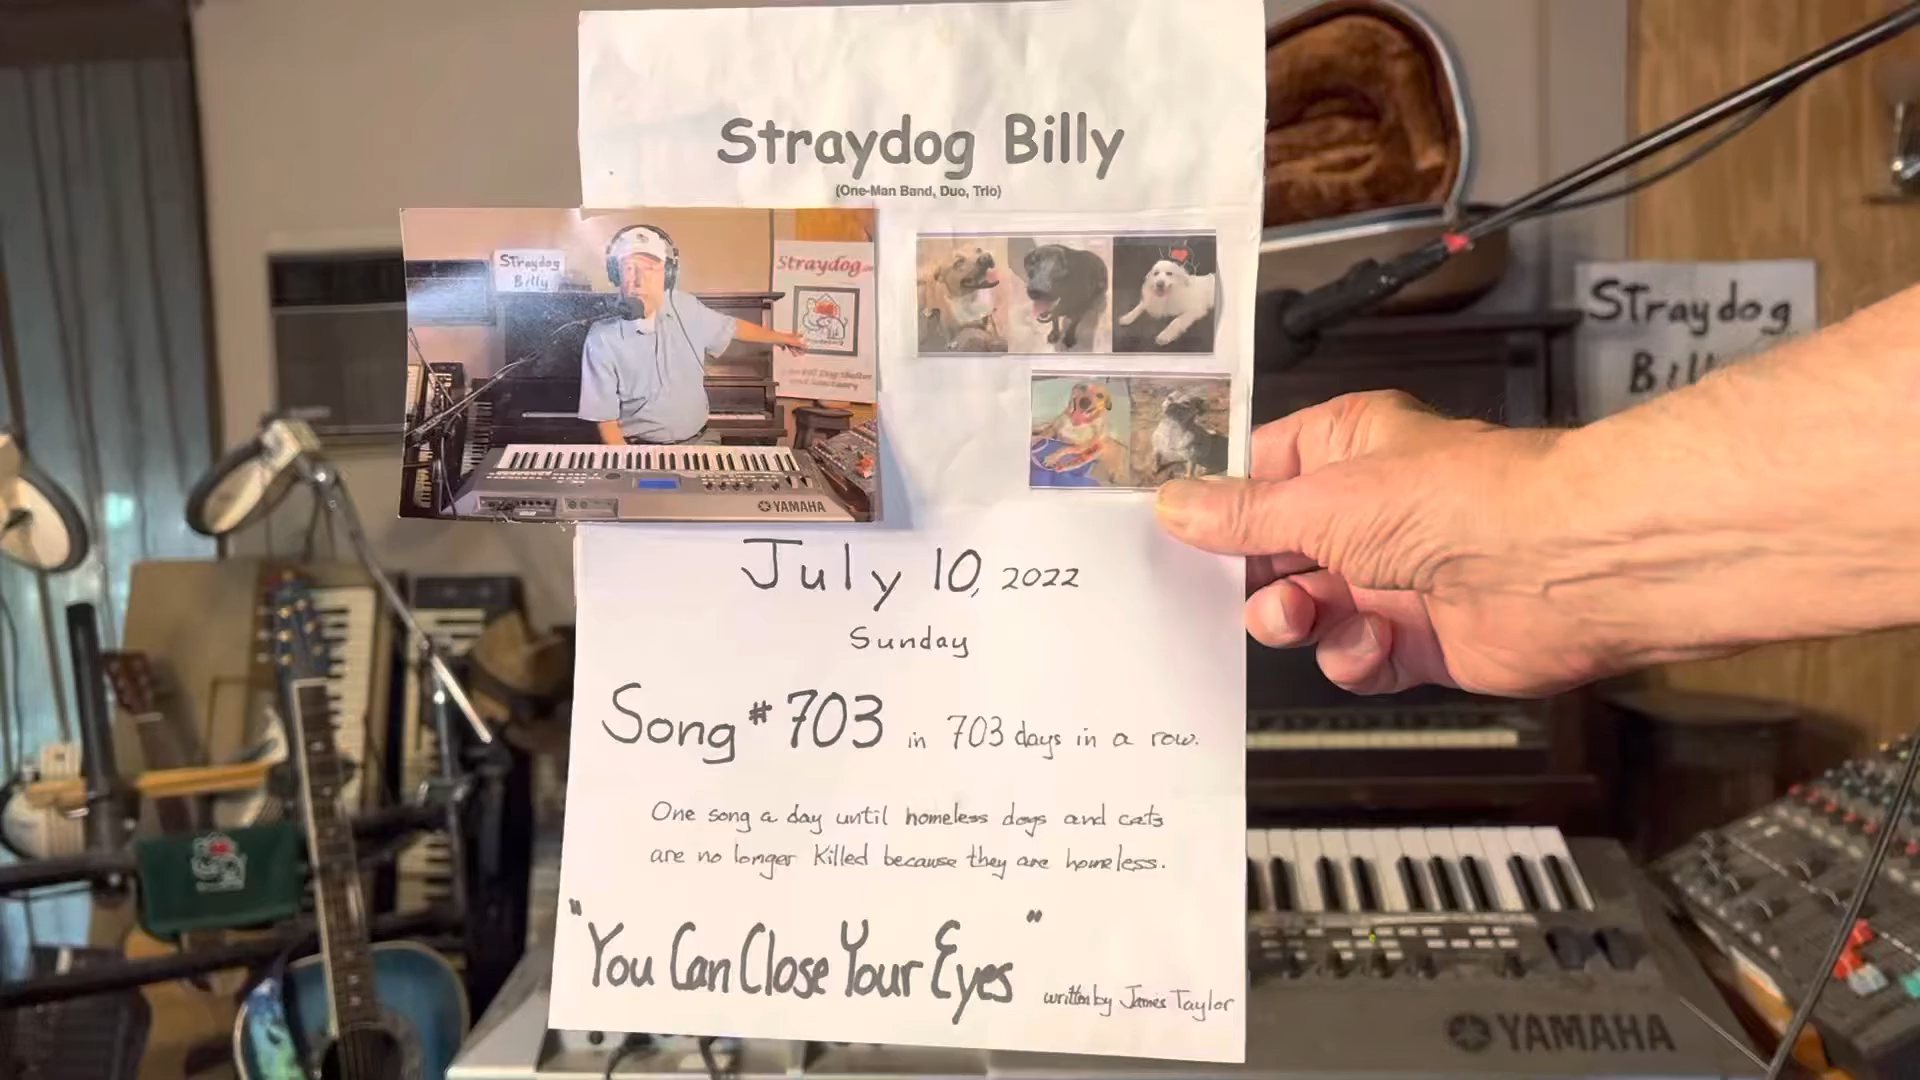 Straydog Billy
(One-Man Band, Duo, Trio)
Straydog
Billy
Straydog
and Sanctuary
YAMAHA
July 10, 2022
Sunday
Song # 703 in 703 days in a row.
One song a day until homeless dogs and cats
are no longer killed because they are homeless.
"You Can Close Your Eyes" written by James Taylor
Straydog
YAMAHA